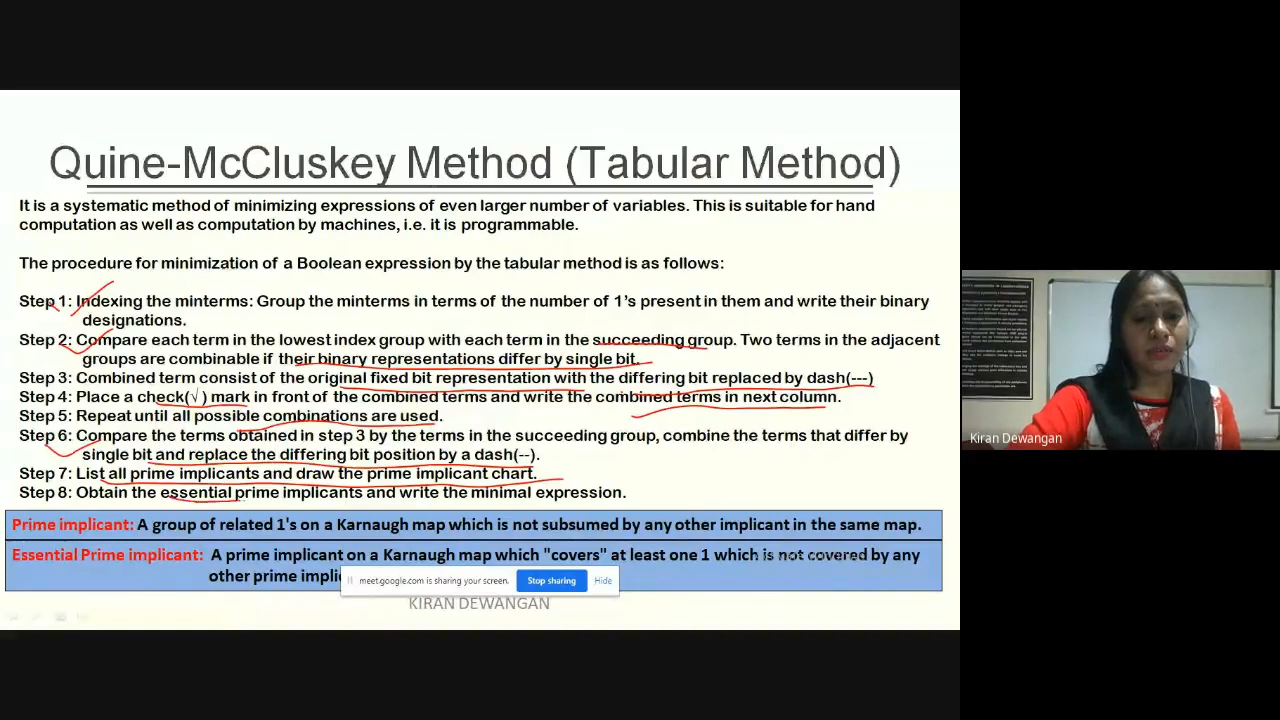 Quine-McCluskey Method (Tabular Method)
It is a systematic method of minimizing expressions of even larger number of variables. This is suitable for hand
computation as well as computation by machines, i.e. it is programmable.
The procedure for minimization of a Boolean expression by the tabular method is as follows:
Step 1: Indexing the minterms: Group the minterms in terms of the number of 1's present in them and write their binary
designations.
Step 2: Compare each term in the lower index group with each term in the succeeding group. Two terms in the adjacent
groups are combinable if their binary representations differ by single bit.
Step 3: Combined term consists of the original fixed bit representation with the differing bit replaced by dash(---)
Step 4: Place a check(√ ) mark in front of the combined terms and write the combined terms in next column.
Step 5: Repeat until all possible combinations are used.
Step 6: Compare the terms obtained in step 3 by the terms in the succeeding group, combine the terms that differ by
single bit and replace the differing bit position by a dash(--).
Step 7: List all prime implicants and draw the prime implicant chart.
Step 8: Obtain the essential prime implicants and write the minimal expression.
Prime implicant: A group of related 1's on a Karnaugh map which is not subsumed by any other implicant in the same map.
Essential Prime implicant: A prime implicant on a Karnaugh map which "covers" at least one 1 which is not covered by any
other prime
meet.google.com is sharing your screen. Stop sharing Hide
KIRAN DEWANGAN
Kiran Dewangan